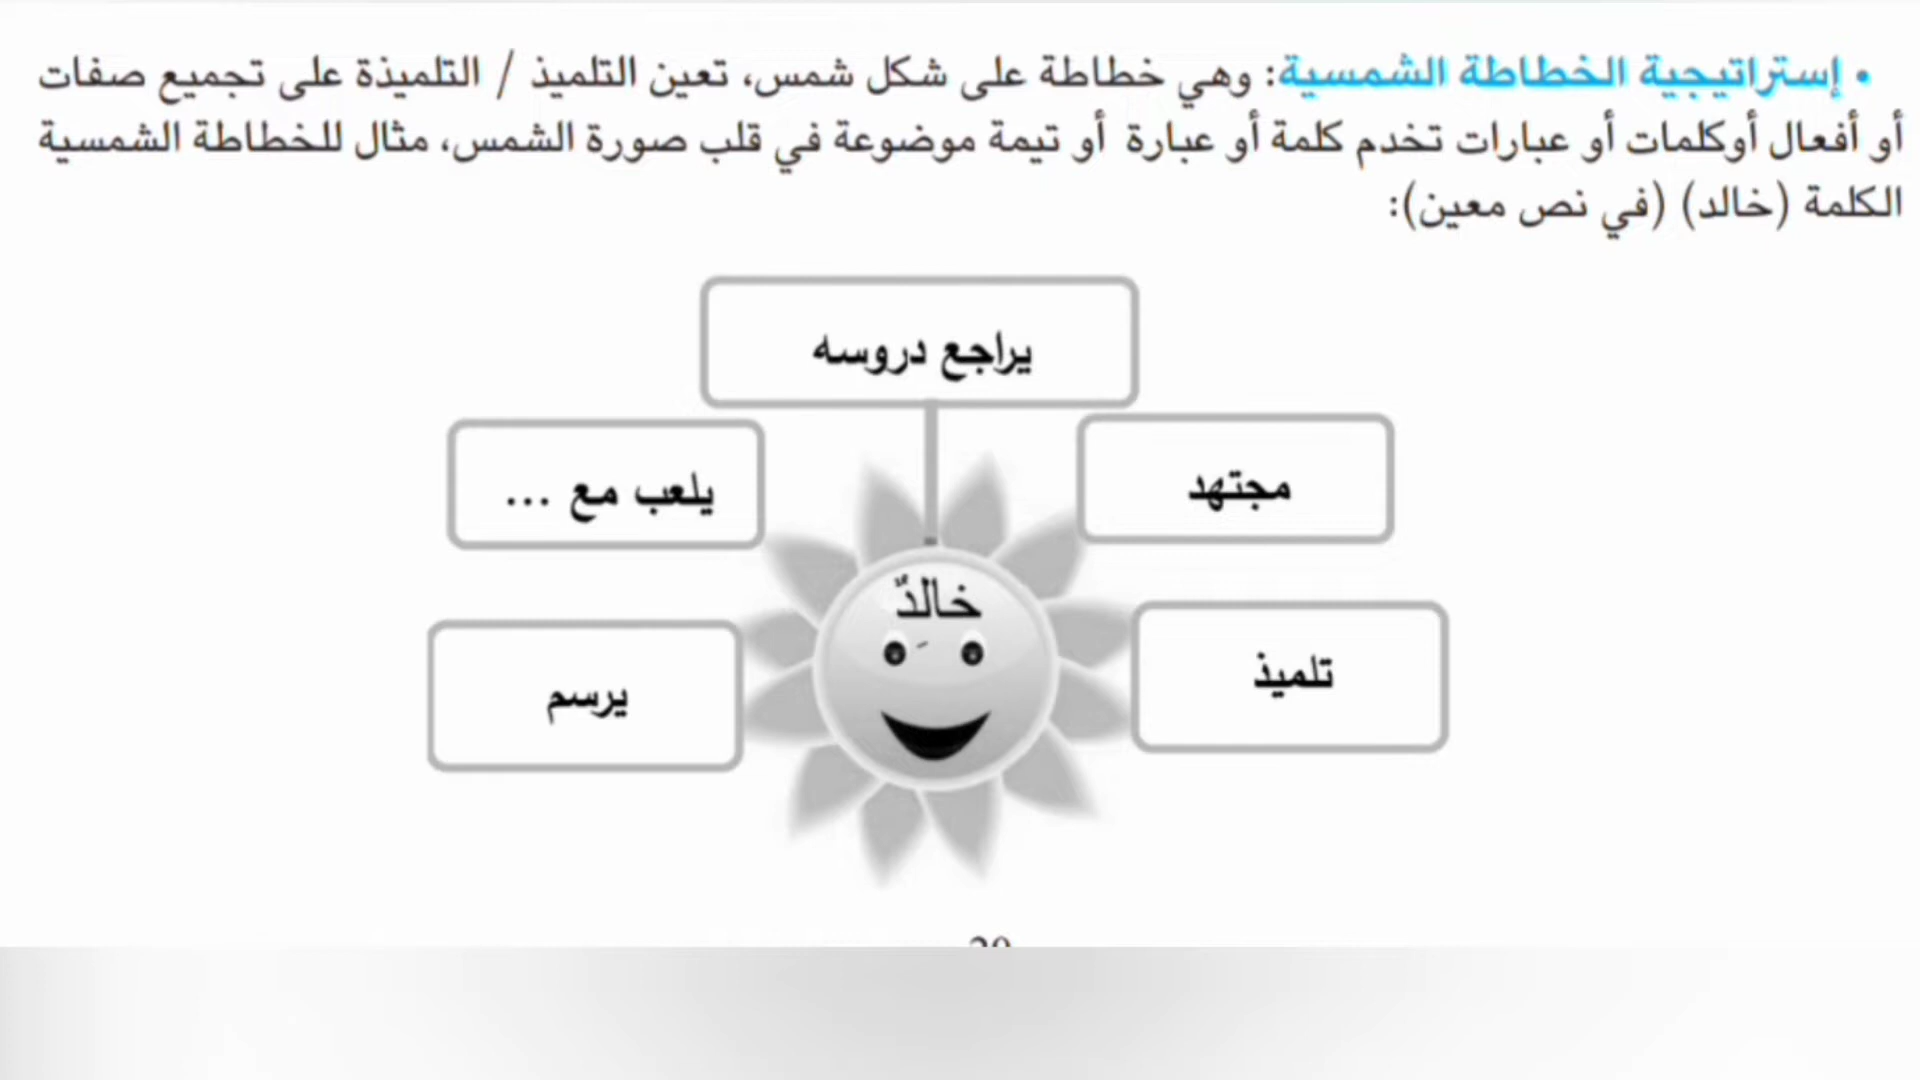 • إستراتيجية الخطاطة الشمسية: وهي خطاطة على شكل شمس، تعين التلميذ / التلميذة على تجميع صفات
أو أفعال أوكلمات أو عبارات تخدم كلمة أو عبارة أو تيمة موضوعة في قلب صورة الشمس، مثال للخطاطة الشمسية
الكلمة (خالد) (في نص معين):
يراجع دروسه
مجتهد
يلعب مع ...
خالدٌ
تلميذ
يرسم